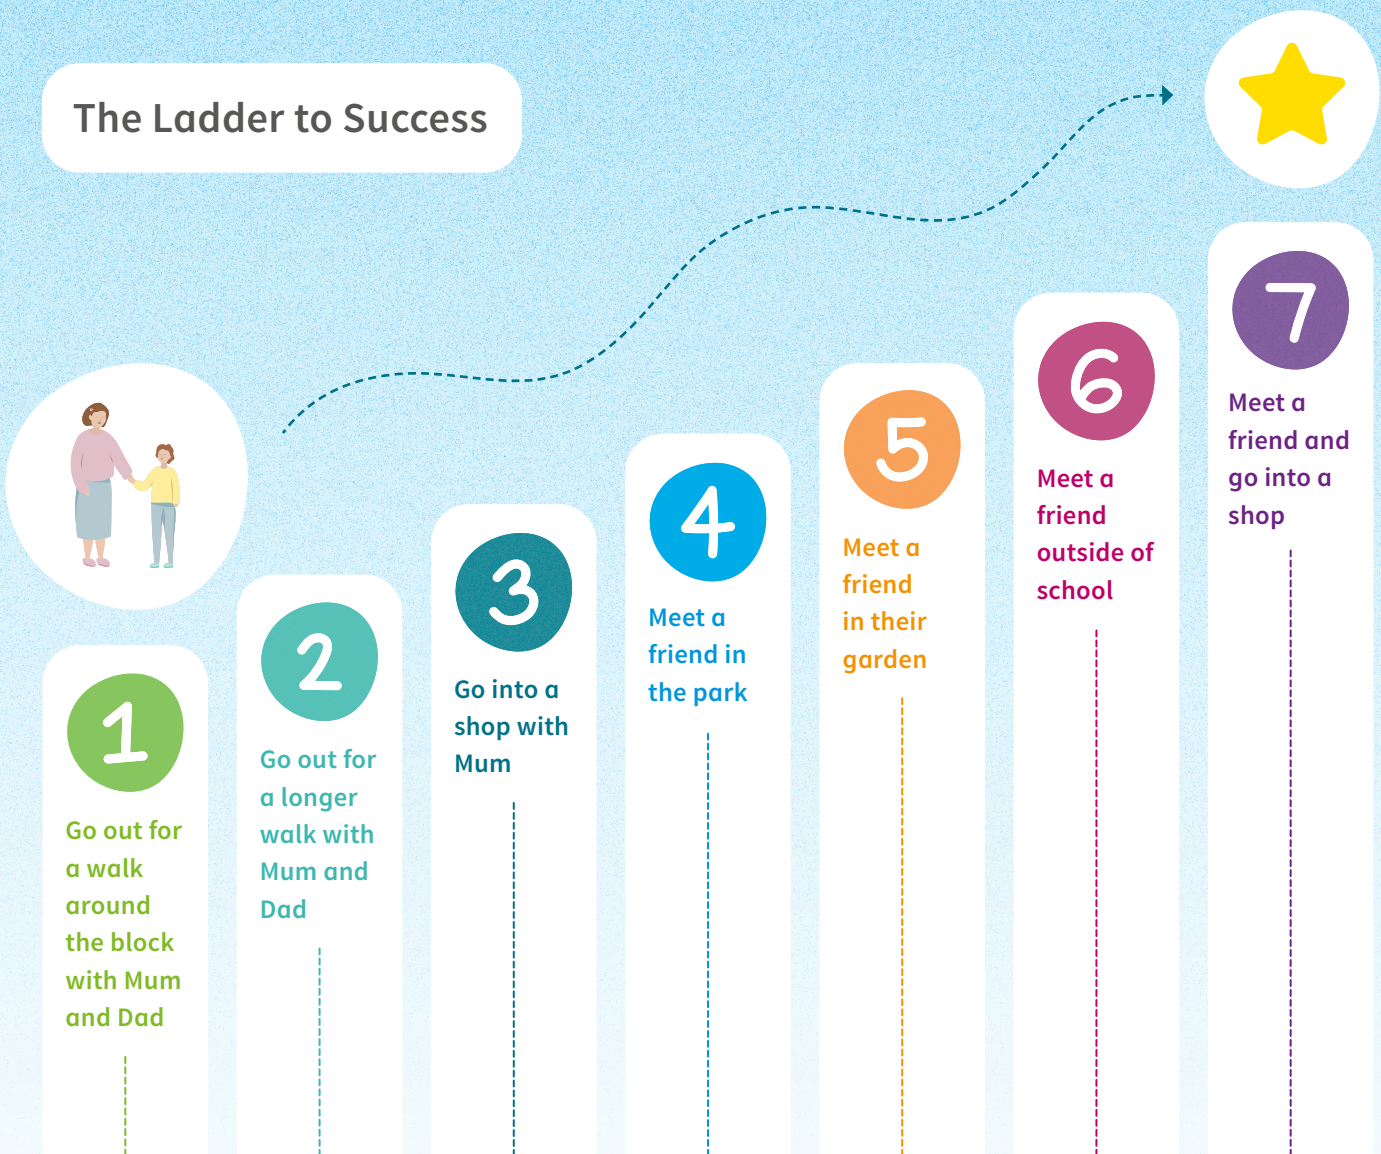 The Ladder to Success
1
Go out for
a walk
around
the block
with Mum
and Dad
2
Go out for
a longer
walk with
Mum and
Dad
3
Go into a
shop with
Mum
4
Meet a
friend in
the park
5
Meet a
friend
in their
garden
6
Meet a
friend
outside of
school
7
Meet a
friend and
go into a
shop